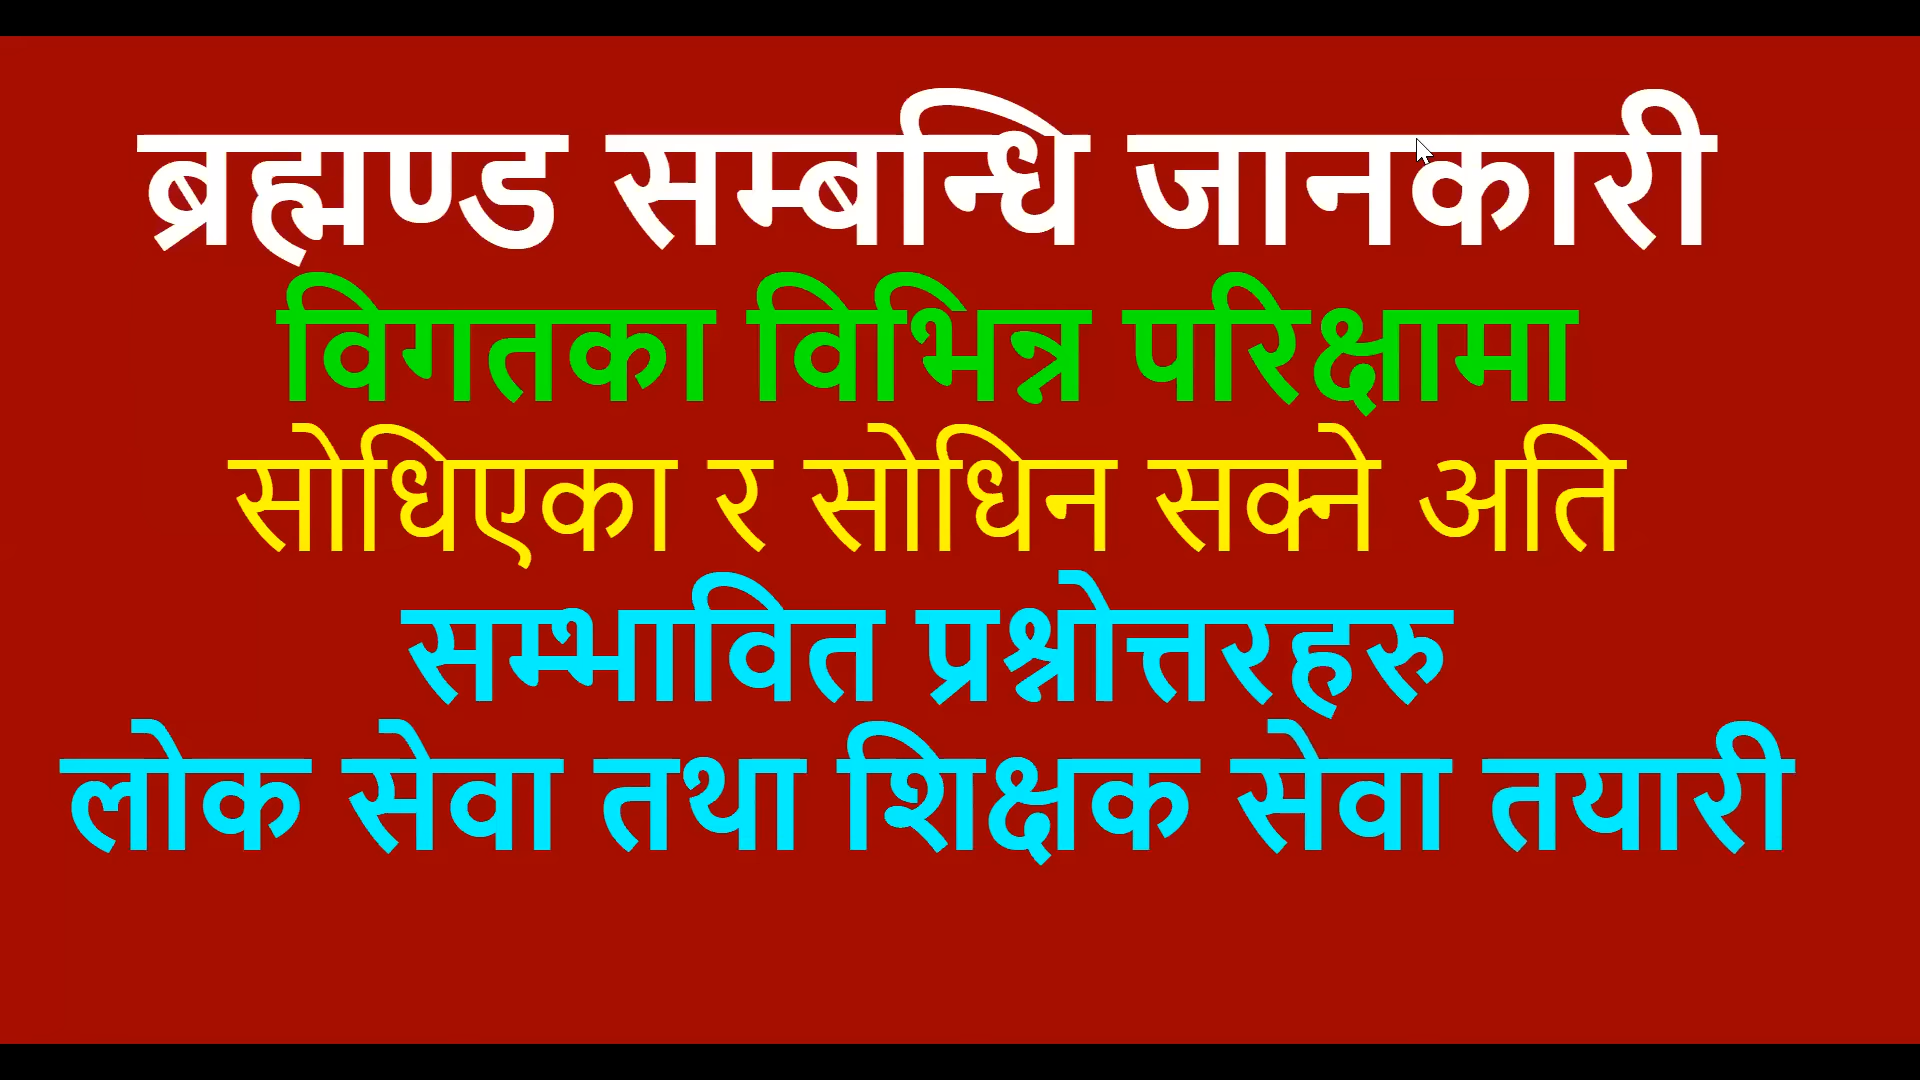 ब्रह्मण्ड सम्बन्धि जानकारी
विगतका विभिन्न परिक्षामा
सोधिएका र सोधिन सक्ने अति
सम्भावित प्रश्नोत्तरहरु
लोक सेवा तथा शिक्षक सेवा तयारी